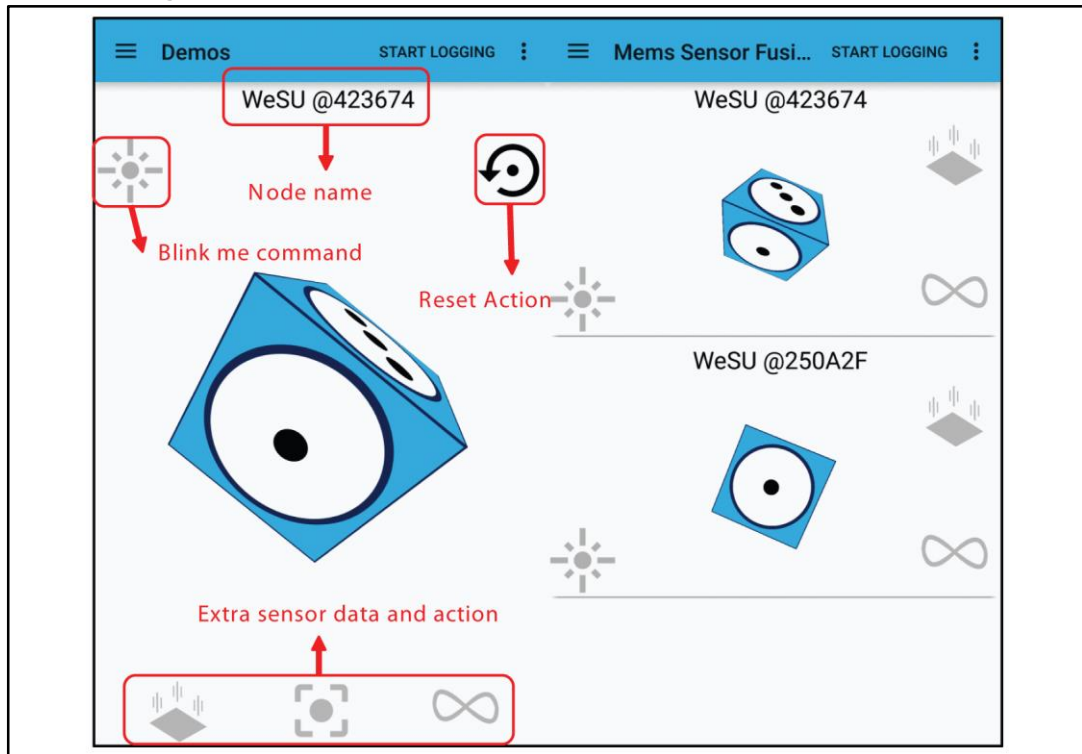 Demos START LOGGING
WeSU @423674
Node name
Blink me command
Reset Action
Extra sensor data and action
Mems Sensor Fusi... START LOGGING
WeSU @423674
WeSU @250A2F